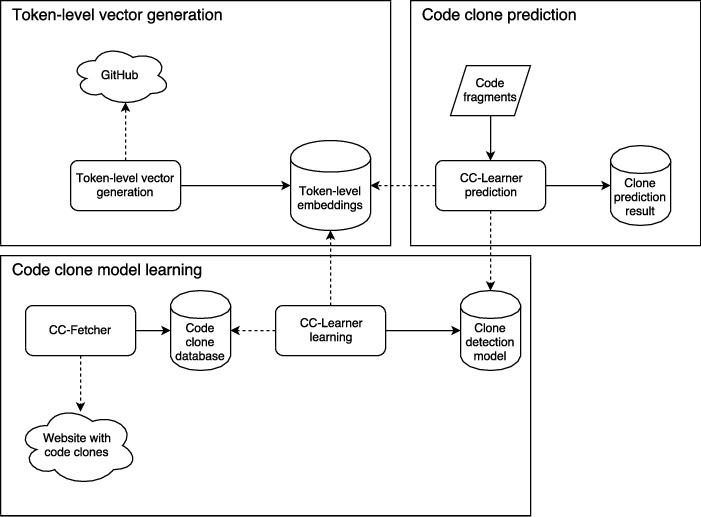 Token-level vector generation
GitHub
Token-level vector
generation
Token-level
embeddings
Code clone prediction
Code
fragments
CC-Learner
prediction
Clone
prediction
result
Code clone model learning
CC-Fetcher
Code
clone
database
CC-Learner
learning
Clone
detection
model
Website with
code clones